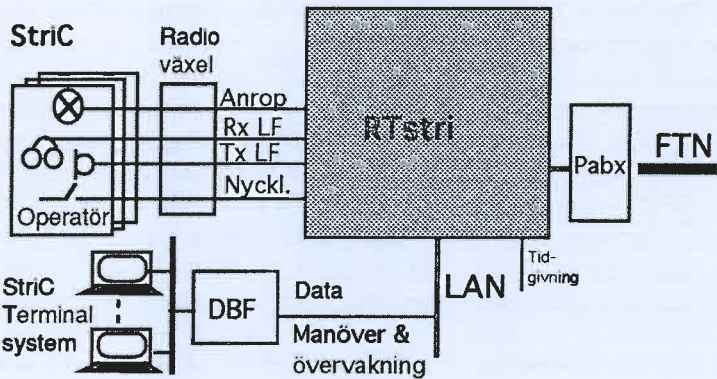 StriC
Radio
växel
Anrop
Rx LF
Tx LF
Nyckl.
Operatör
RTstri
Pabx
FTN
StriC
Terminal
system
DBF
Data
Manöver &
övervakning
LAN
Tid-
givning